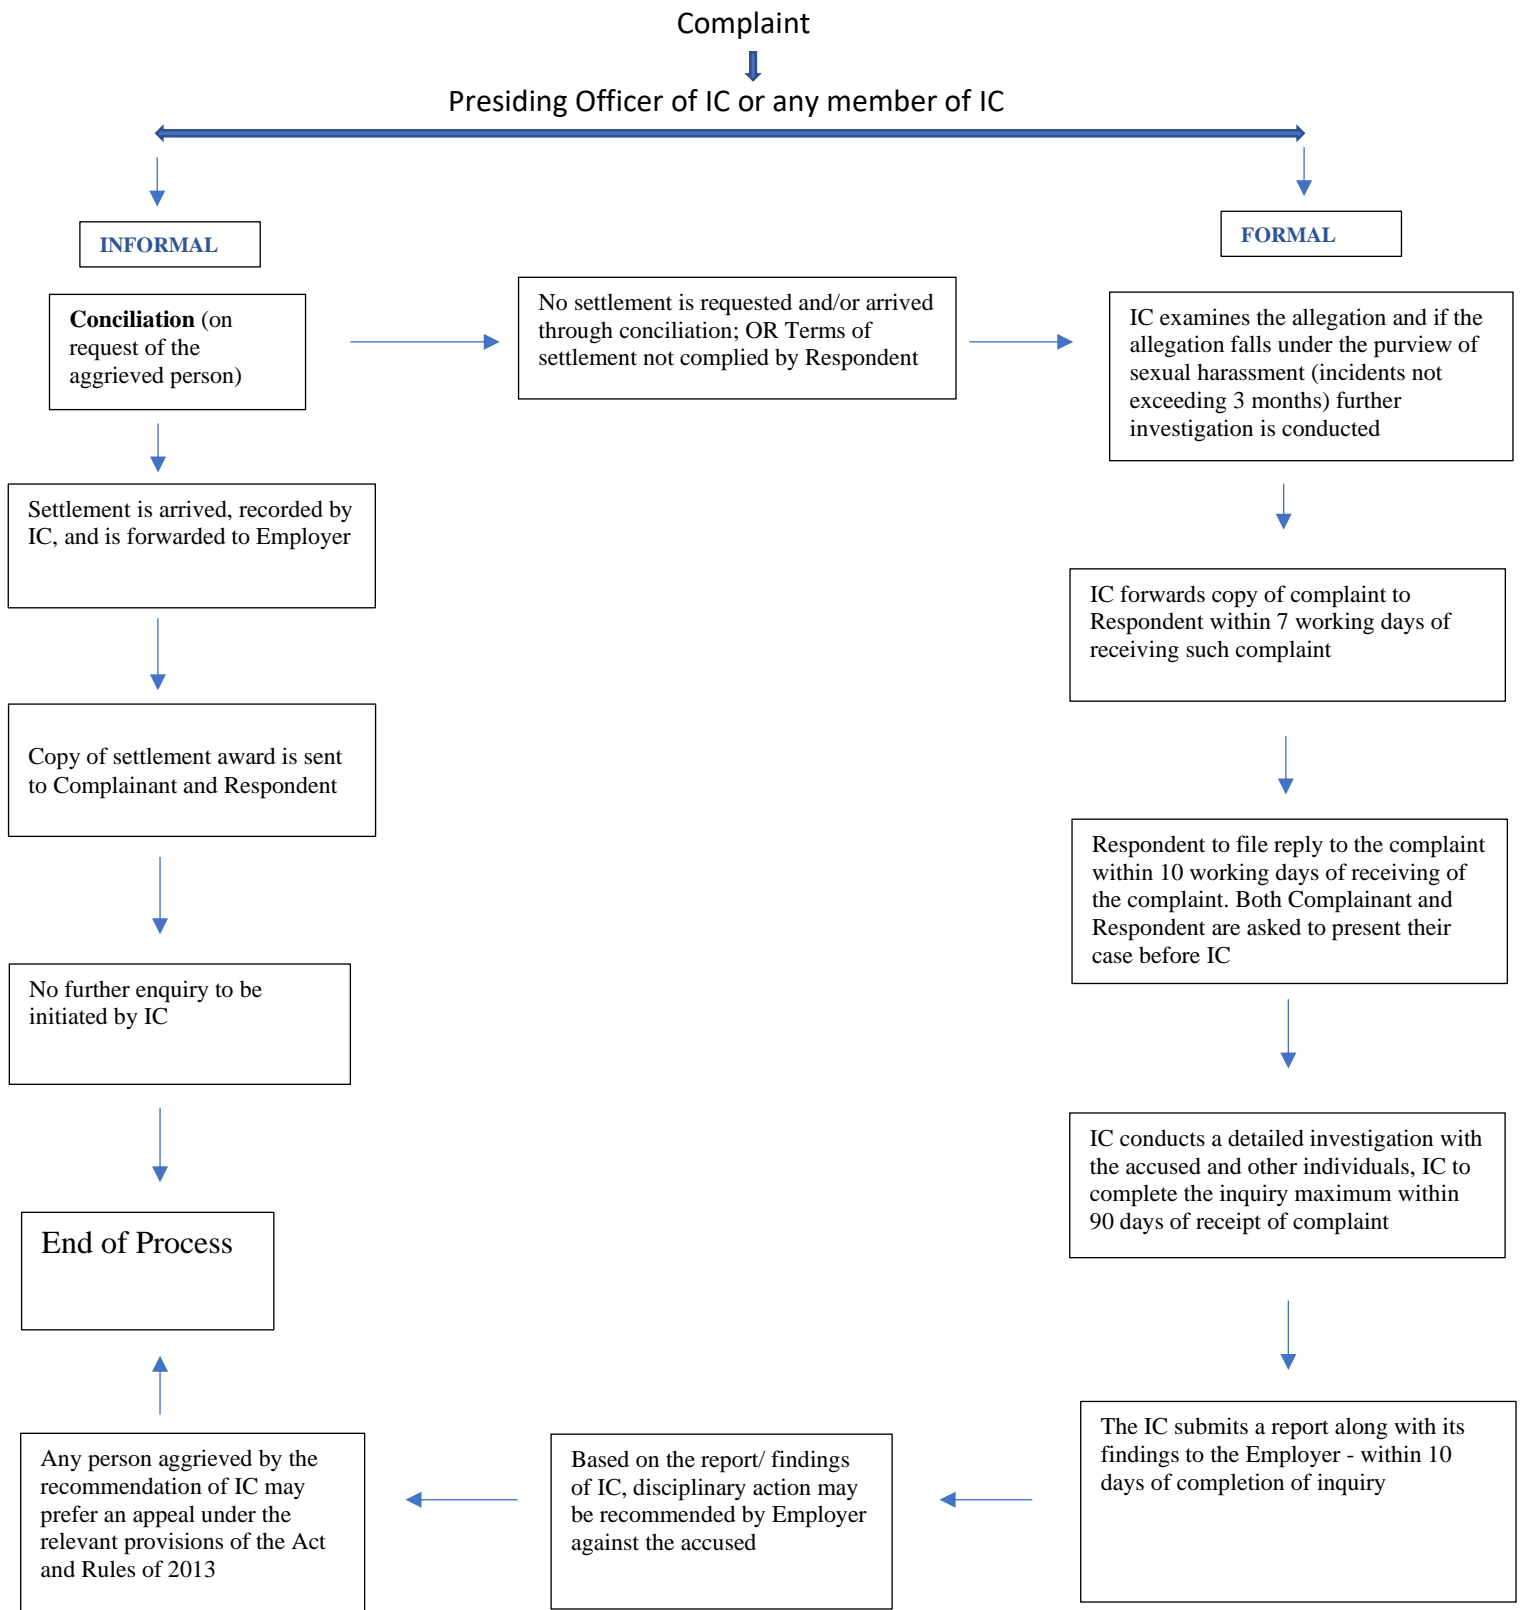 Complaint
Presiding Officer of IC or any member of IC
INFORMAL
FORMAL
Conciliation (on
request of the
aggrieved person)
No settlement is requested and/or arrived
through conciliation; OR Terms of
settlement not complied by Respondent
IC examines the allegation and if the
allegation falls under the purview of
sexual harassment (incidents not
exceeding 3 months) further
investigation is conducted
Settlement is arrived, recorded by
IC, and is forwarded to Employer
IC forwards copy of complaint to
Respondent within 7 working days of
receiving such complaint
Copy of settlement award is sent
to Complainant and Respondent
Respondent to file reply to the complaint
within 10 working days of receiving of
the complaint. Both Complainant and
Respondent are asked to present their
case before IC
No further enquiry to be
initiated by IC
IC conducts a detailed investigation with
the accused and other individuals, IC to
complete the inquiry maximum within
90 days of receipt of complaint
End of Process
The IC submits a report along with its
findings to the Employer - within 10
days of completion of inquiry
Based on the report/ findings
of IC, disciplinary action may
be recommended by Employer
against the accused
Any person aggrieved by the
recommendation of IC may
prefer an appeal under the
relevant provisions of the Act
and Rules of 2013